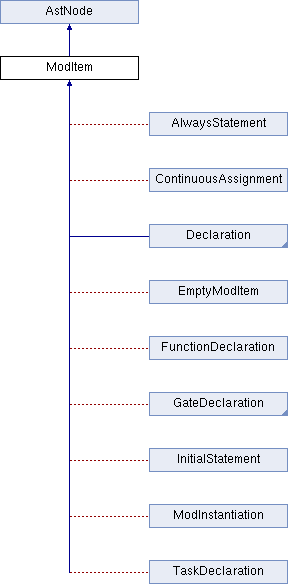 AstNode
ModItem
AlwaysStatement
ContinuousAssignment
Declaration
EmptyModItem
FunctionDeclaration
GateDeclaration
InitialStatement
ModInstantiation
TaskDeclaration